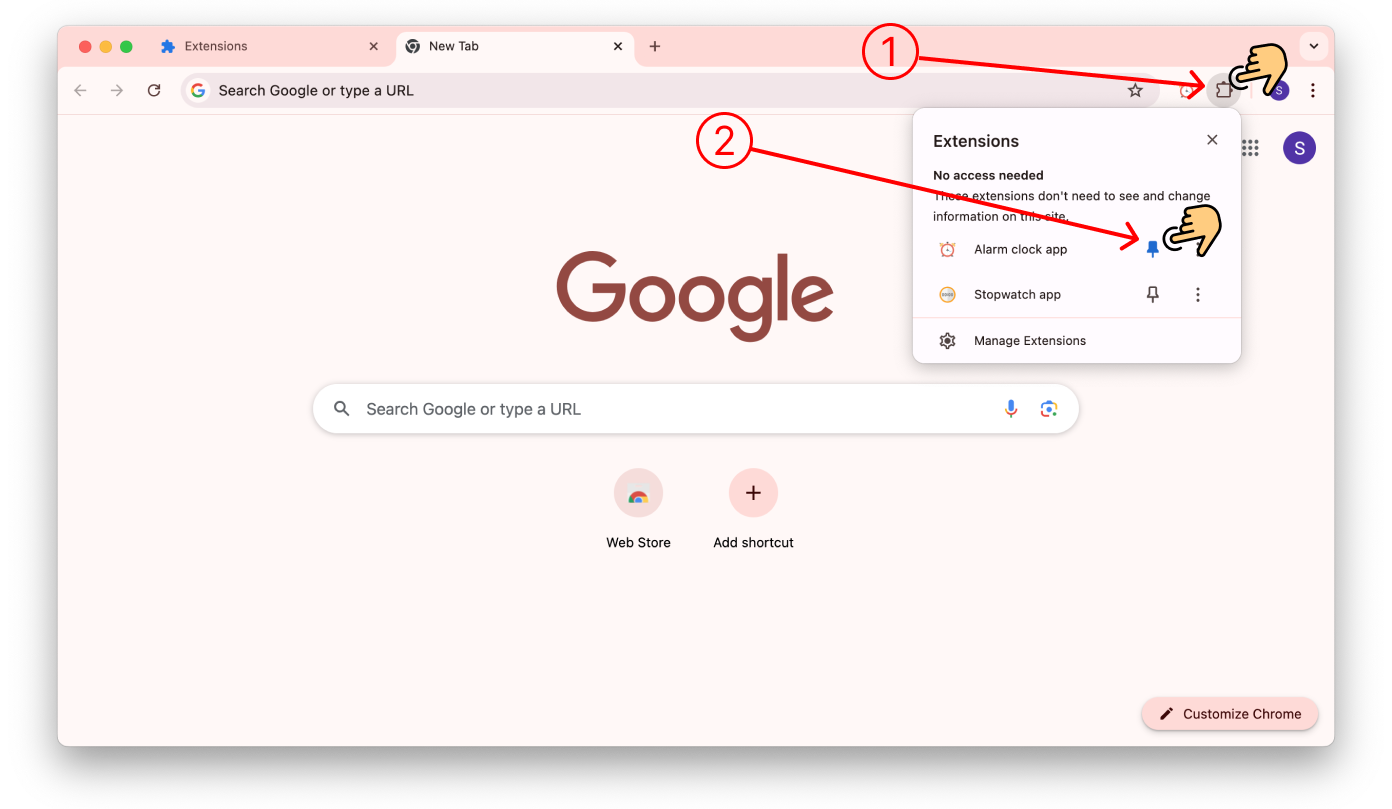 Extensions
New Tab
1
Search Google or type a URL
S
2
Extensions
S
No access needed
These extensions don't need to see and change
information on this site.
Alarm clock app
Stopwatch app
Manage Extensions
Google
Search Google or type a URL
Web Store
Add shortcut
Customize Chrome